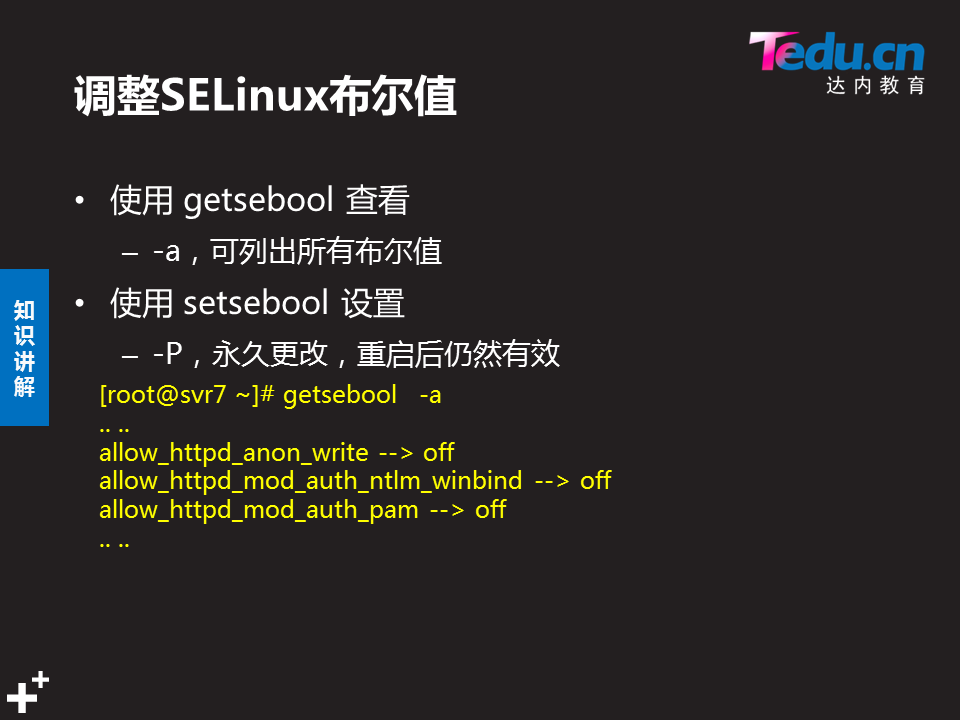 Tedu.cn
达内教育
调整SELinux布尔值
• 使用 getsebool 查看
– -a，可列出所有布尔值
• 使用 setsebool 设置
– -P，永久更改，重启后仍然有效
知识讲解
[root@svr7 ~]# getsebool -a
.. ..
allow_httpd_anon_write --> off
allow_httpd_mod_auth_ntlm_winbind --> off
allow_httpd_mod_auth_pam --> off
.. ..